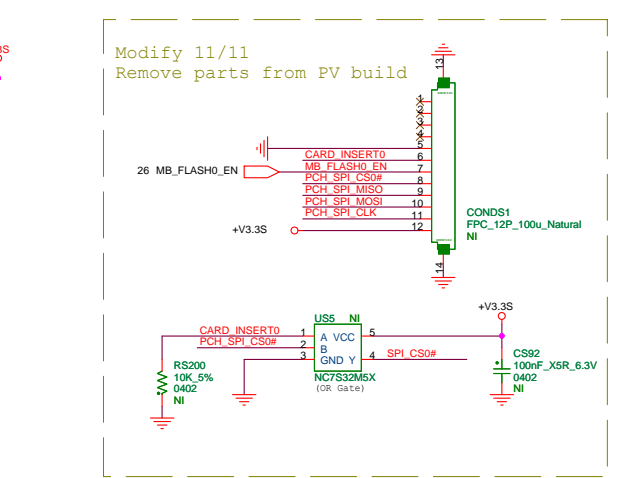 3S
Modify 11/11
Remove parts from PV build
13
1
2
3
4
5
CARD_INSERT0 6
26 MB_FLASH0_EN MB_FLASH0_EN 7
PCH_SPI_CS0# 8
PCH_SPI_MISO 9
PCH_SPI_MOSI 10
PCH_SPI_CLK 11
+V3.3S 12
CONDS1
FPC_12P_100u_Natural
NI
14
+V3.3S
US5 NI
CARD_INSERT0 1 A VCC 5
PCH_SPI_CS0# 2 B
3 GND Y 4 SPI_CS0#
NC7S32M5X
(OR Gate)
RS200
10K_5%
0402
NI
CS92
100nF_X5R_6.3V
0402
NI